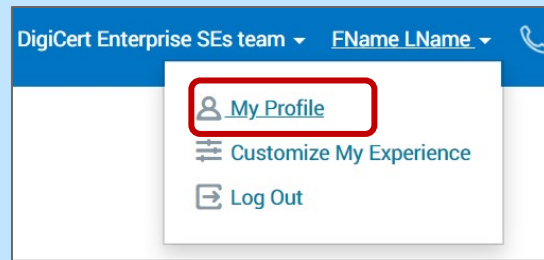 DigiCert Enterprise SEs team FName LName
My Profile
Customize My Experience
Log Out